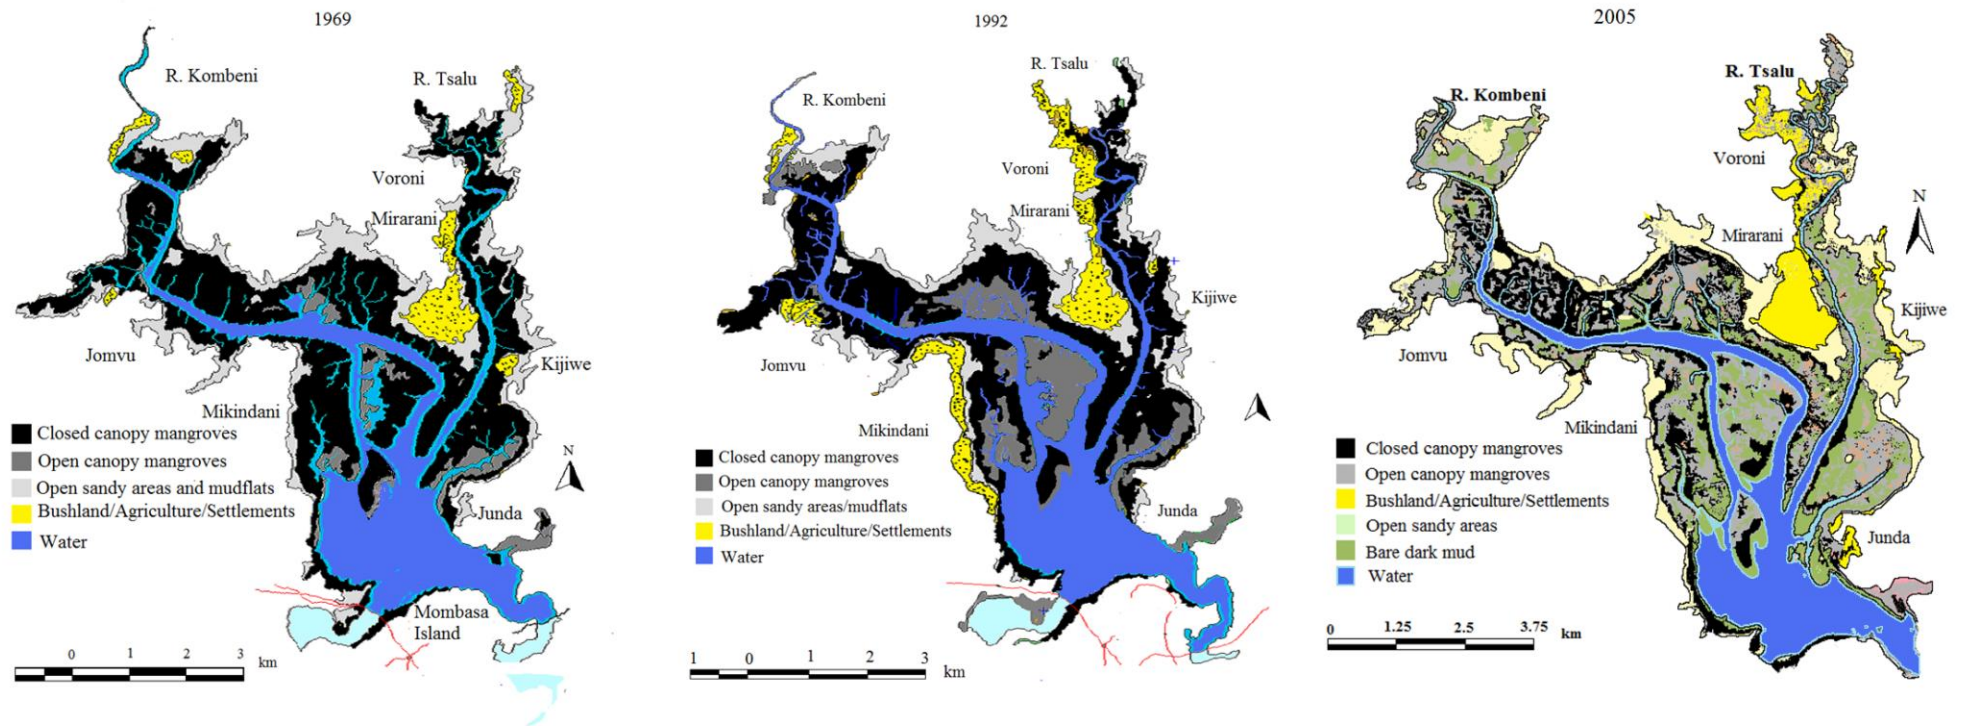 1969
R. Kombeni
R. Tsalu
Voroni
Mirarani
Jomvu
Kijiwe
Mikindani
Closed canopy mangroves
Open canopy mangroves
Open sandy areas and mudflats
Bushland/Agriculture/Settlements
Water
N
Junda
Mombasa
Island
0 1 2 3 km
1992
R. Tsalu
R. Kombeni
Voroni
Mirarani
Kijiwe
Jomvu
Mikindani
Closed canopy mangroves
Open canopy mangroves
Open sandy areas/mudflats
Bushland/Agriculture/Settlements
Water
Junda
1 0 1 2 3 km
2005
R. Tsalu
R. Kombeni
Voroni
N
Mirarani
Kijiwe
Jomvu
Mikindani
Closed canopy mangroves
Open canopy mangroves
Bushland/Agriculture/Settlements
Open sandy areas
Bare dark mud
Water
Junda
0 1.25 2.5 3.75 km